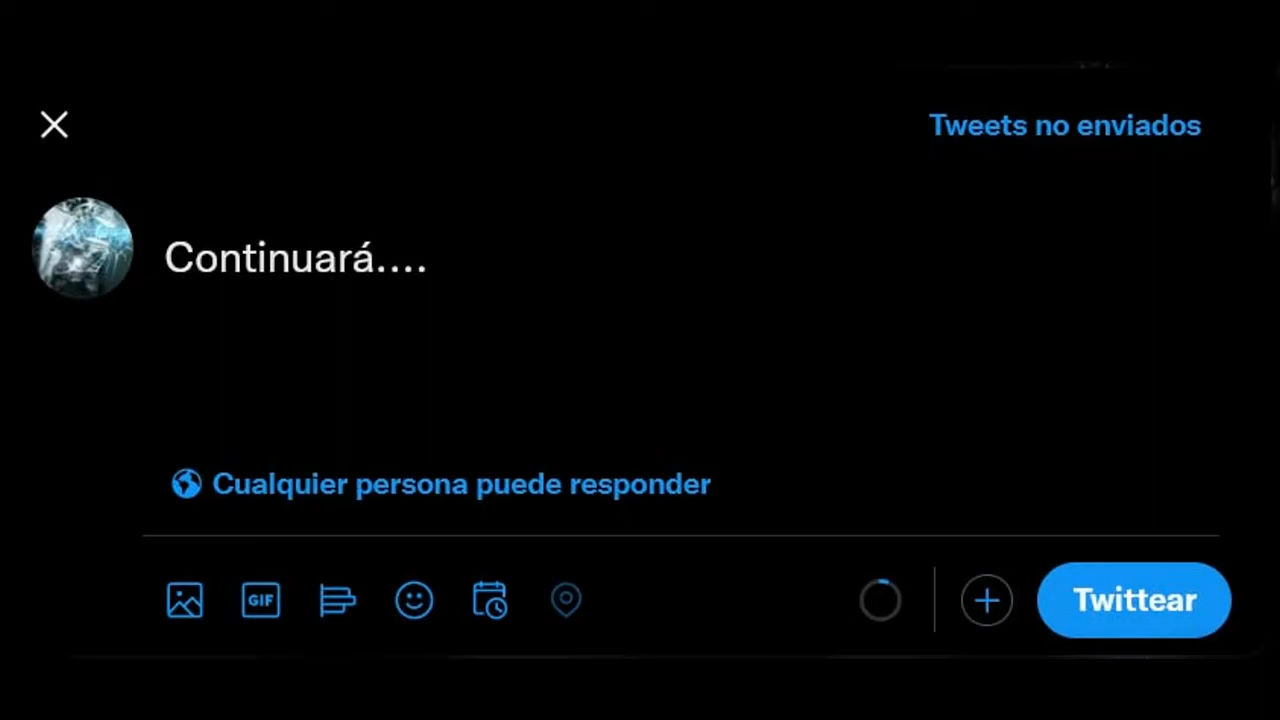 Tweets no enviados
Continuará....
Cualquier persona puede responder
GIF
Twittear